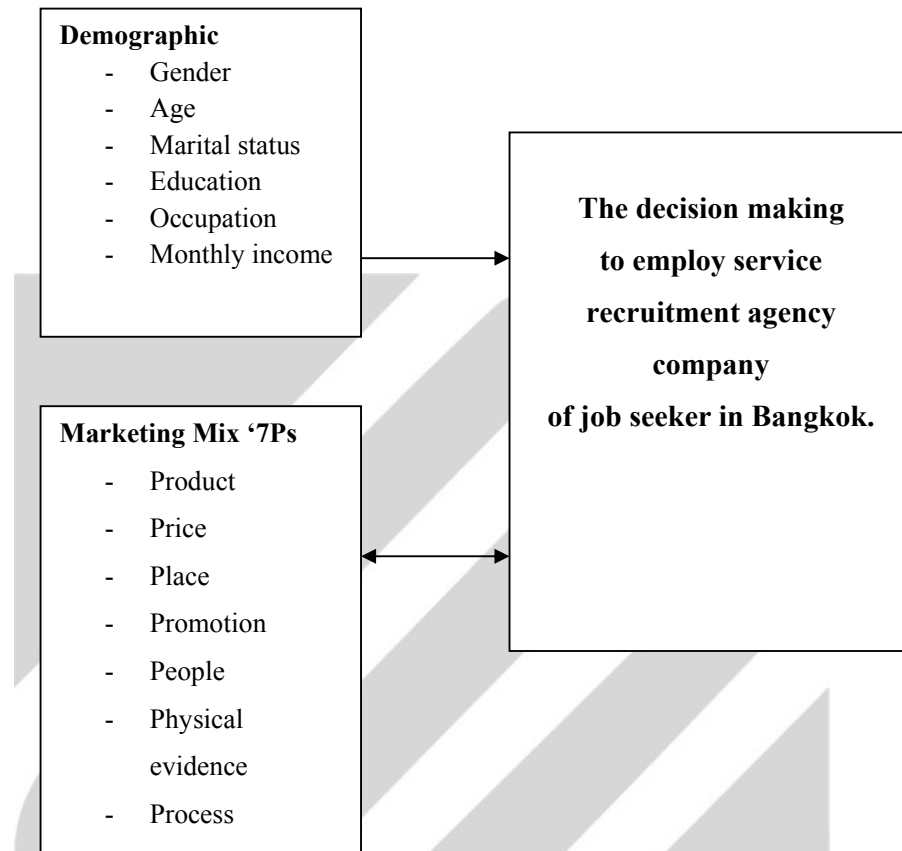 Demographic
- Gender
- Age
- Marital status
- Education
- Occupation
- Monthly income
Marketing Mix ‘7Ps
- Product
- Price
- Place
- Promotion
- People
- Physical
evidence
- Process
The decision making
to employ service
recruitment agency
company
of job seeker in Bangkok.